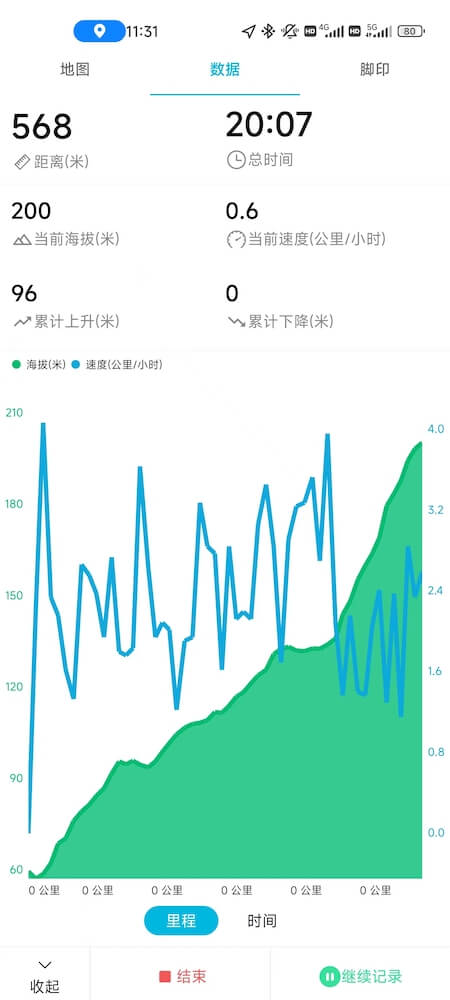 11:31 4G 5G 80
地图 数据 脚印
568 20:07
距离(米) 总时间
200 0.6
当前海拔(米) 当前速度(公里/小时)
96 0
累计上升(米) 累计下降(米)
海拔(米) 速度(公里/小时)
210
4.0
180 3.2
150 2.4
120 1.6
90 0.8
60 0.0
0 公里 0 公里 0 公里 0 公里 0 公里 0 公里
里程 时间
收起 结束 继续记录